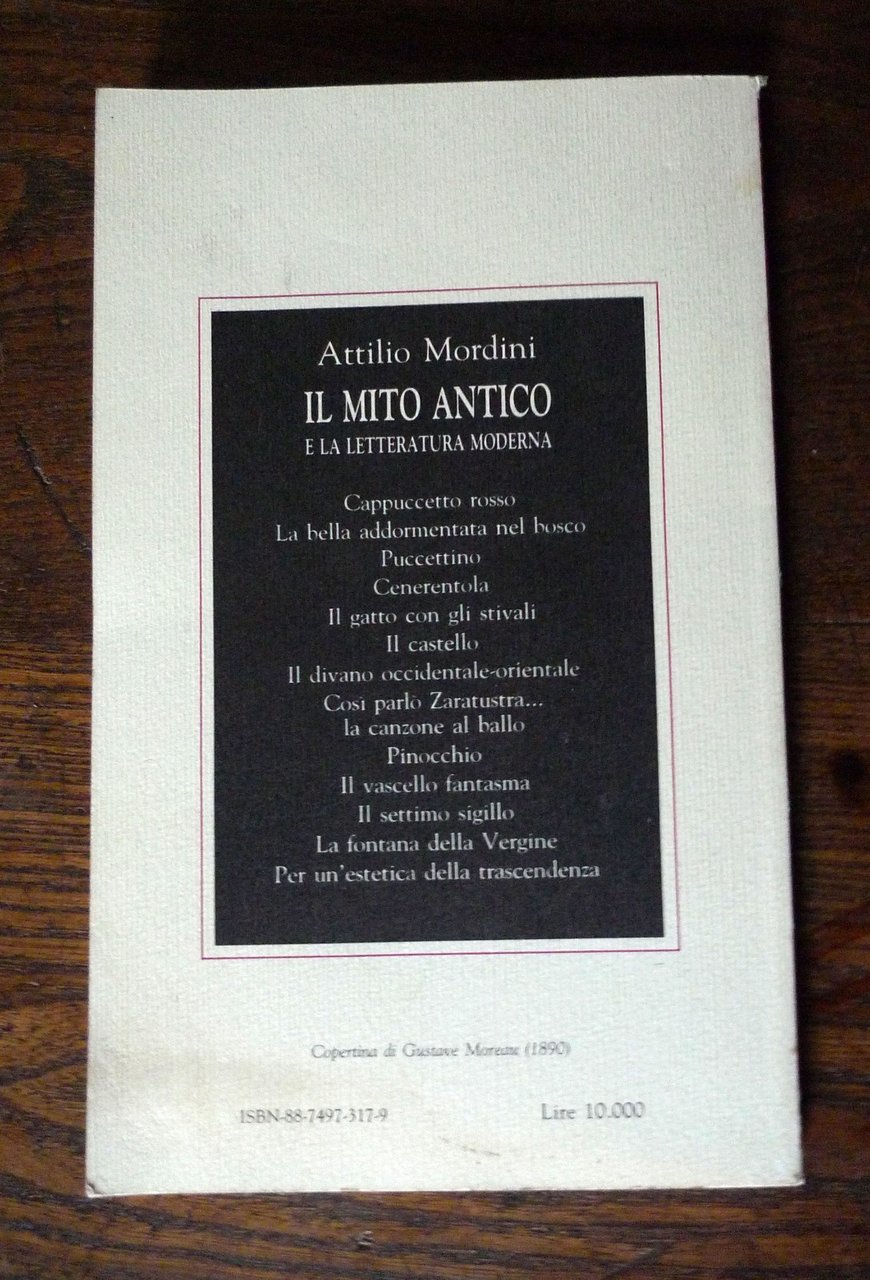 Attilio Mordini
IL MITO ANTICO
E LA LETTERATURA MODERNA
Cappuccetto rosso
La bella addormentata nel bosco
Puccettino
Cenerentola
Il gatto con gli stivali
Il castello
Il divano occidentale-orientale
Così parlò Zaratustra...
la canzone al ballo
Pinocchio
Il vascello fantasma
Il settimo sigillo
La fontana della Vergine
Per un'estetica della trascendenza
Copertina di Gustave Moreau (1890)
ISBN-88-7497-317-9
Lire 10.000